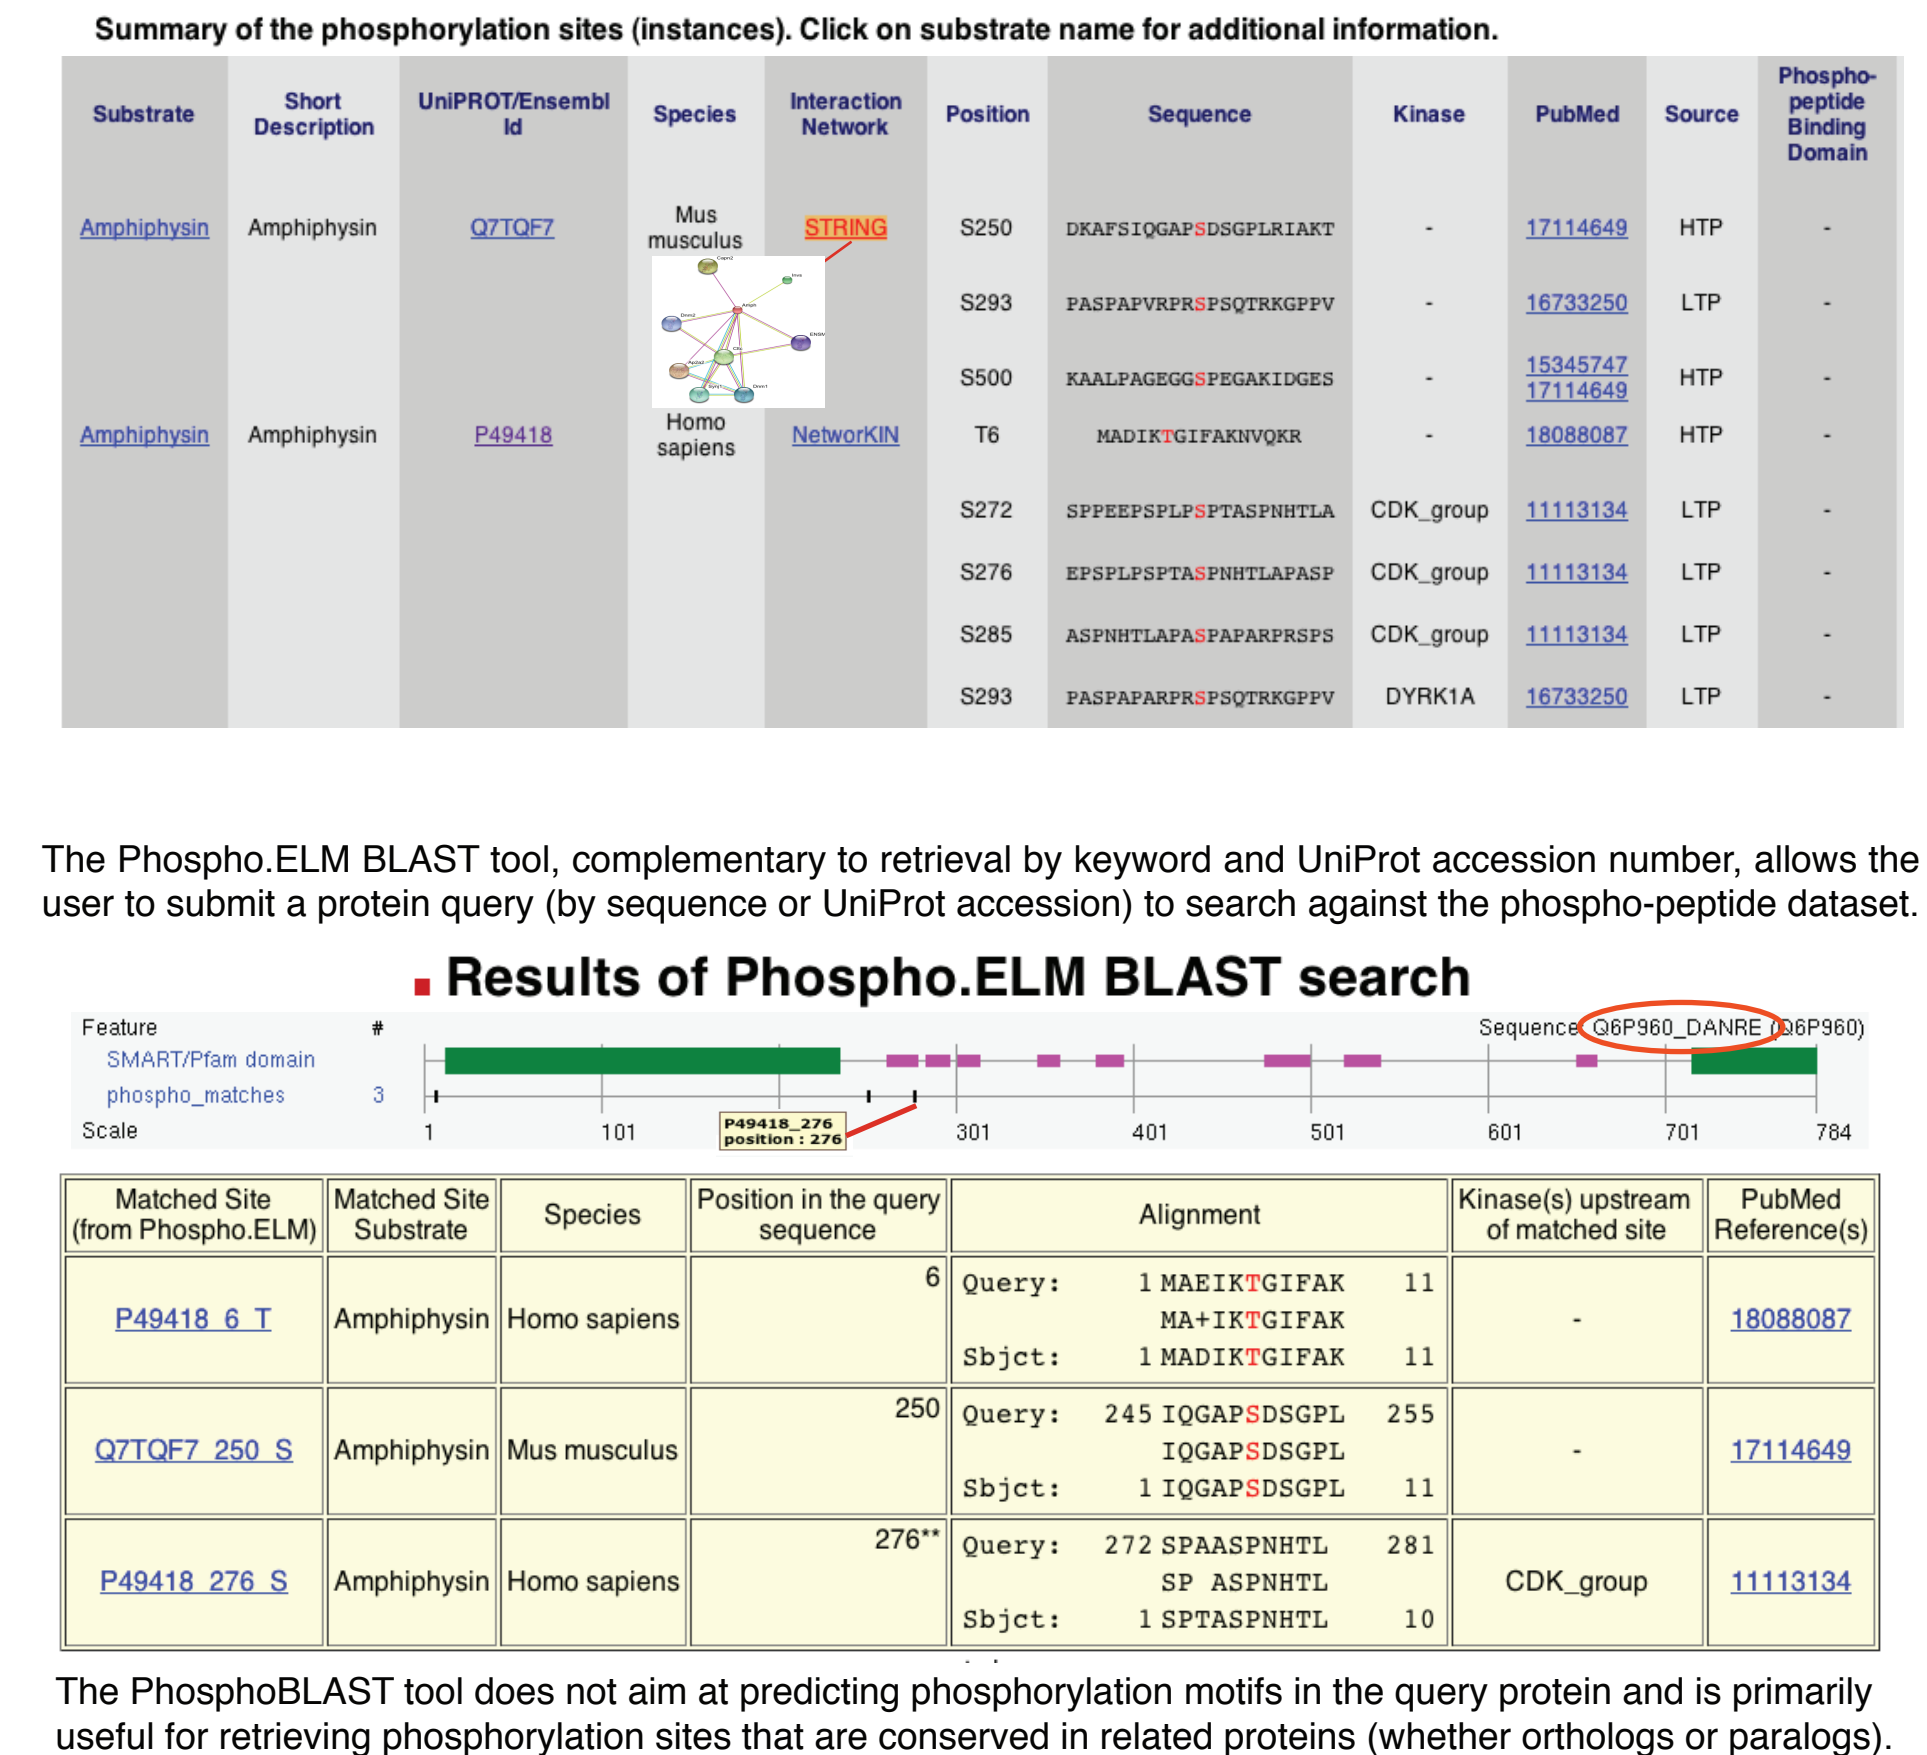 Summary of the phosphorylation sites (instances). Click on substrate name for additional information.
Substrate Short Description UniPROT/Ensembl Id Species Interaction Network Position Sequence Kinase PubMed Source Phospho-peptide Binding Domain
Amphiphysin Amphiphysin Q7TQF7 Mus musculus STRING S250 DKAFSIQGAPSDSGPLRIAKT - 17114649 HTP -
Capn2
Invs
Amph
Dnm2
ENSM
Cltc
Ap2a2
Synj1
Dnm1
S293 PASPAPVRPRSPSQTRKGPPV - 16733250 LTP -
S500 KAALPAGEGGSPEGAKIDGES - 15345747 17114649 HTP -
Amphiphysin Amphiphysin P49418 Homo sapiens NetworKIN T6 MADIKTGIFAKNVQKR - 18088087 HTP -
S272 SPPEEPSPLPSPTASPNHTLA CDK_group 11113134 LTP -
S276 EPSPLPSPTASPNHTLAPASP CDK_group 11113134 LTP -
S285 ASPNHTLAPASPAPARPRSPS CDK_group 11113134 LTP -
S293 PASPAPARPRSPSQTRKGPPV DYRK1A 16733250 LTP -
The Phospho.ELM BLAST tool, complementary to retrieval by keyword and UniProt accession number, allows the
user to submit a protein query (by sequence or UniProt accession) to search against the phospho-peptide dataset.
Results of Phospho.ELM BLAST search
Feature # Sequence Q6P960_DANRE (Q6P960)
SMART/Pfam domain
phospho_matches 3
P49418_276
position : 276
Scale 1 101 301 401 501 601 701 784
Matched Site (from Phospho.ELM) Matched Site Substrate Species Position in the query sequence Alignment Kinase(s) upstream of matched site PubMed Reference(s)
P49418_6_T Amphiphysin Homo sapiens 6 Query: 1 MAEIKTGIFAK 11
MA+IKTGIFAK
Sbjct: 1 MADIKTGIFAK 11
- 18088087
Q7TQF7_250_S Amphiphysin Mus musculus 250 Query: 245 IQGAPSDSGPL 255
IQGAPSDSGPL
Sbjct: 1 IQGAPSDSGPL 11
- 17114649
P49418_276_S Amphiphysin Homo sapiens 276** Query: 272 SPAASPNHTL 281
SP ASPNHTL
Sbjct: 1 SPTASPNHTL 10
CDK_group 11113134
The PhosphoBLAST tool does not aim at predicting phosphorylation motifs in the query protein and is primarily
useful for retrieving phosphorylation sites that are conserved in related proteins (whether orthologs or paralogs).